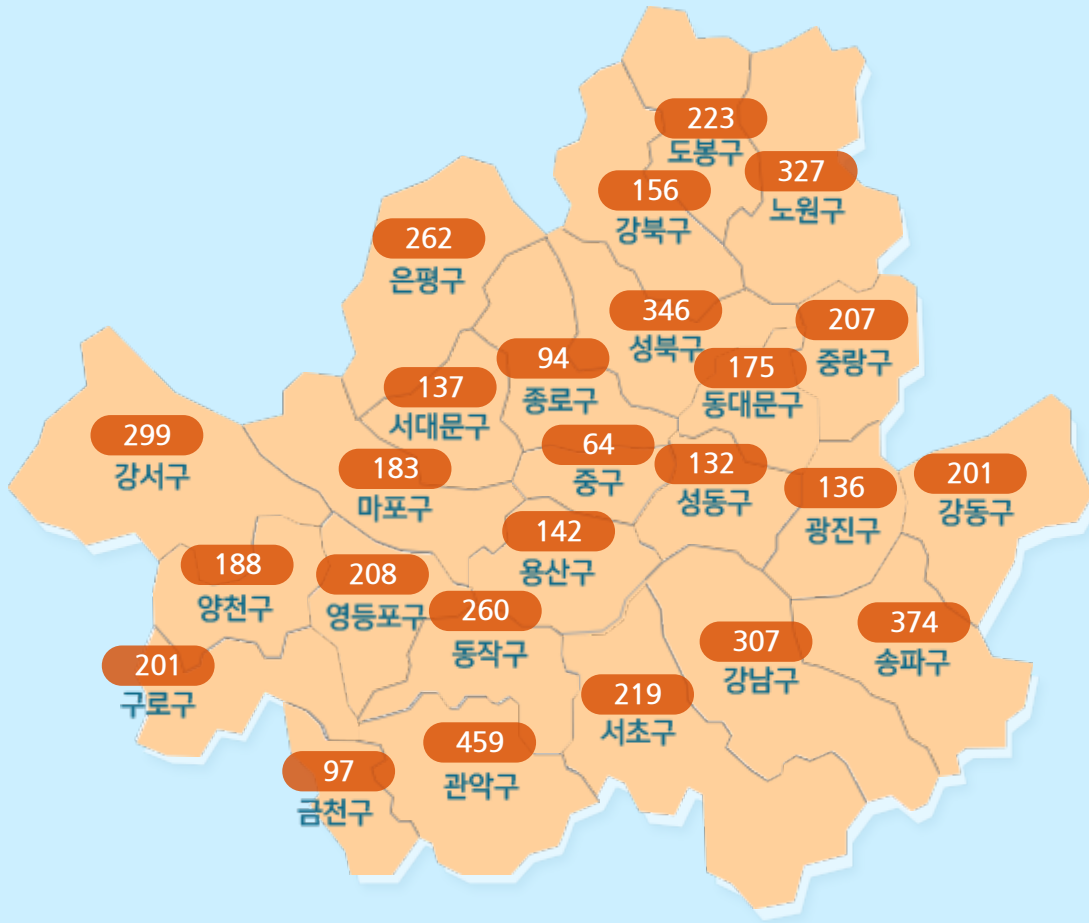 223
도봉구
327
노원구
156
강북구
262
은평구
346
성북구
207
중랑구
94
종로구
175
동대문구
137
서대문구
299
강서구
64
중구
183
마포구
132
성동구
136
광진구
201
강동구
142
용산구
188
양천구
208
영등포구
260
동작구
374
송파구
307
강남구
201
구로구
219
서초구
459
관악구
97
금천구